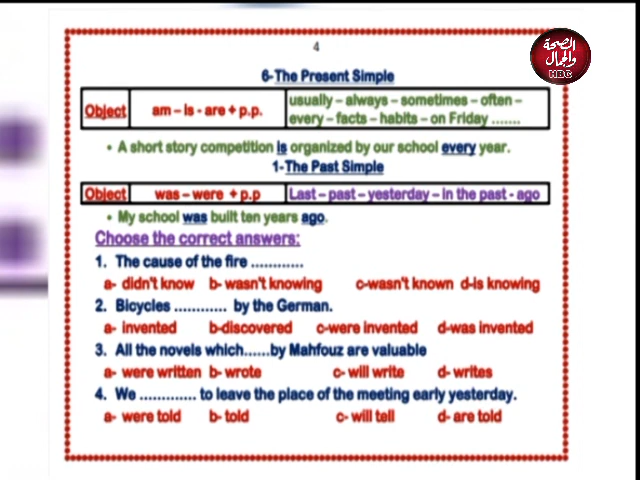 4
الصحة
والجمال
HBC
6-The Present Simple
Object am – is - are + p.p. usually – always – sometimes – often –
every – facts – habits – on Friday .......
• A short story competition is organized by our school every year.
1-The Past Simple
Object was – were + p.p Last – past – yesterday – in the past - ago
• My school was built ten years ago.
Choose the correct answers:
1. The cause of the fire ............
a- didn't know b- wasn't knowing c-wasn't known d-is knowing
2. Bicycles ............ by the German.
a- invented b-discovered c-were invented d-was invented
3. All the novels which......by Mahfouz are valuable
a- were written b- wrote c- will write d- writes
4. We ............. to leave the place of the meeting early yesterday.
a- were told b- told c- will tell d- are told